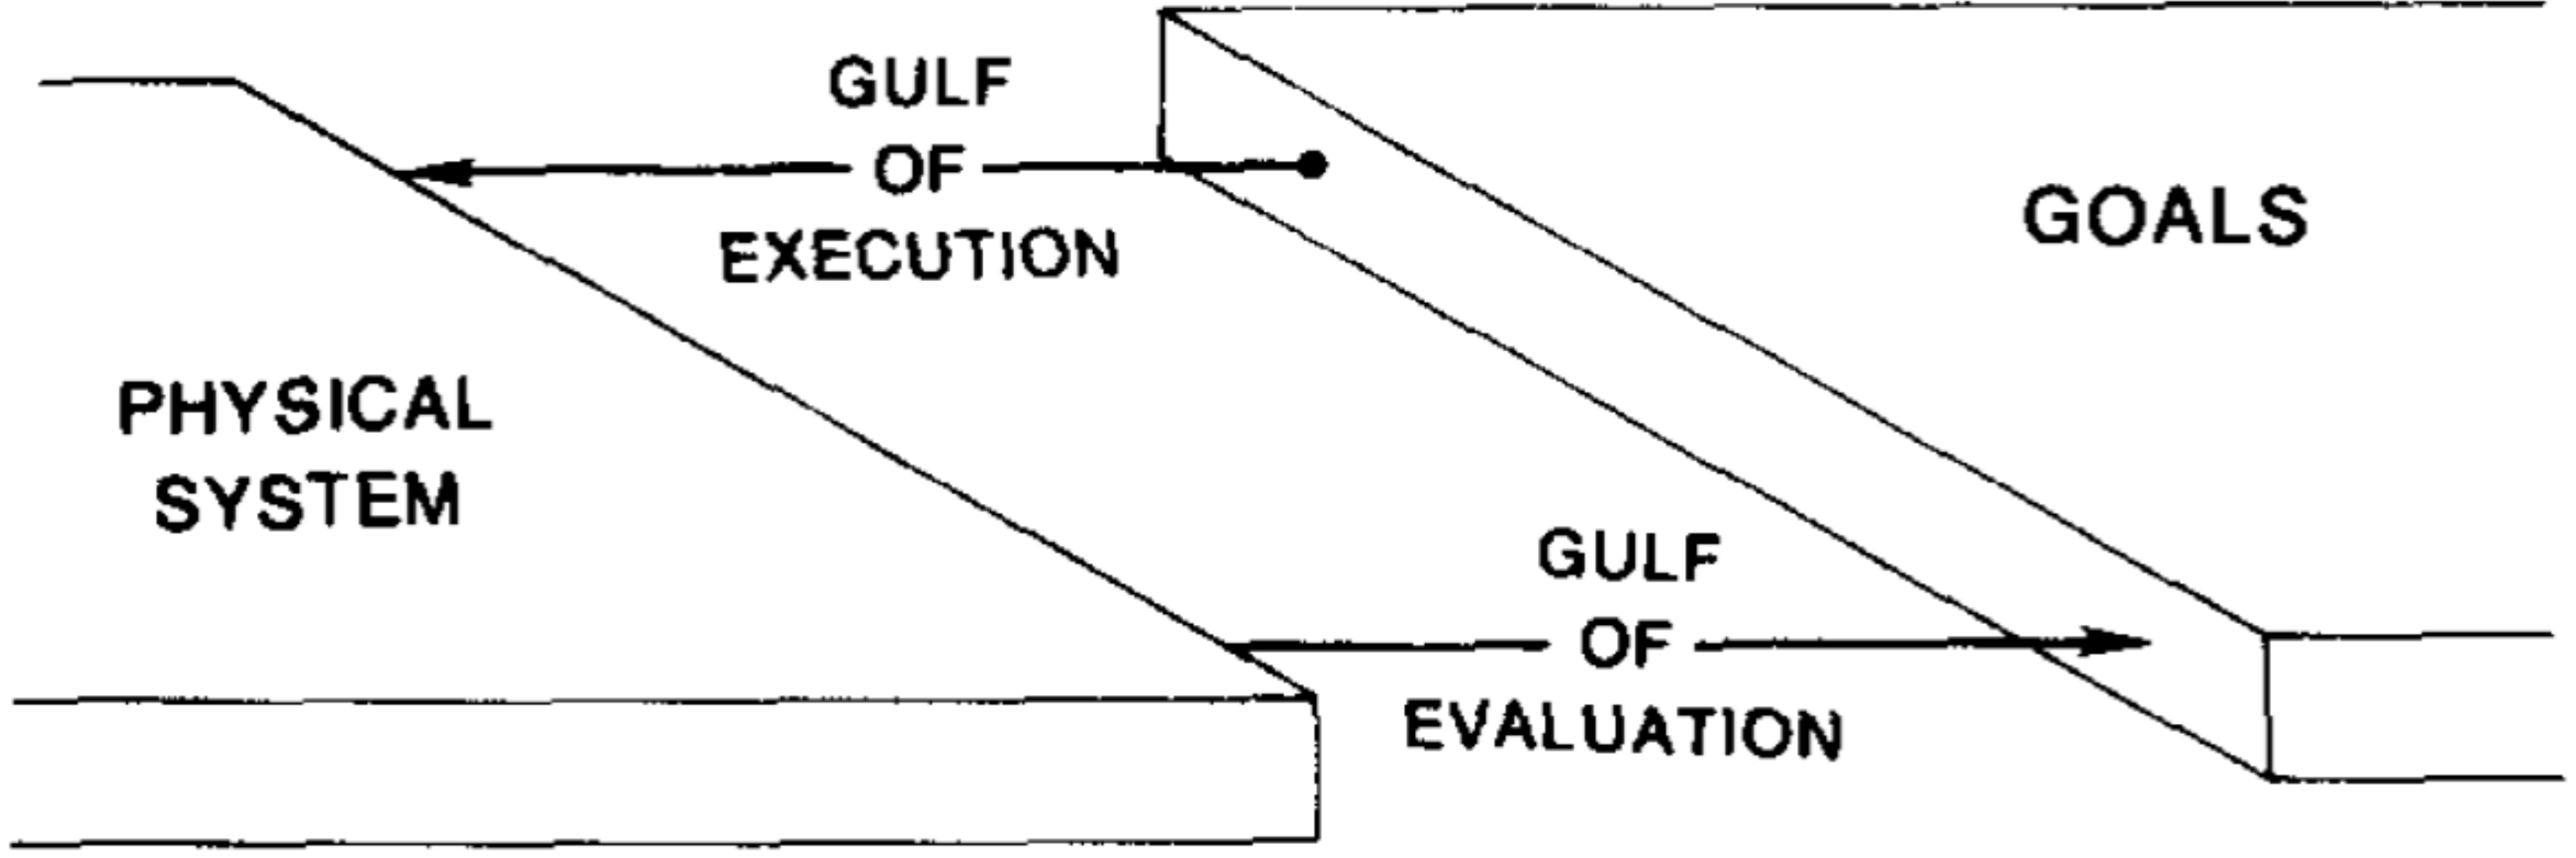 GULF
OF
EXECUTION
GOALS
PHYSICAL
SYSTEM
GULF
OF
EVALUATION